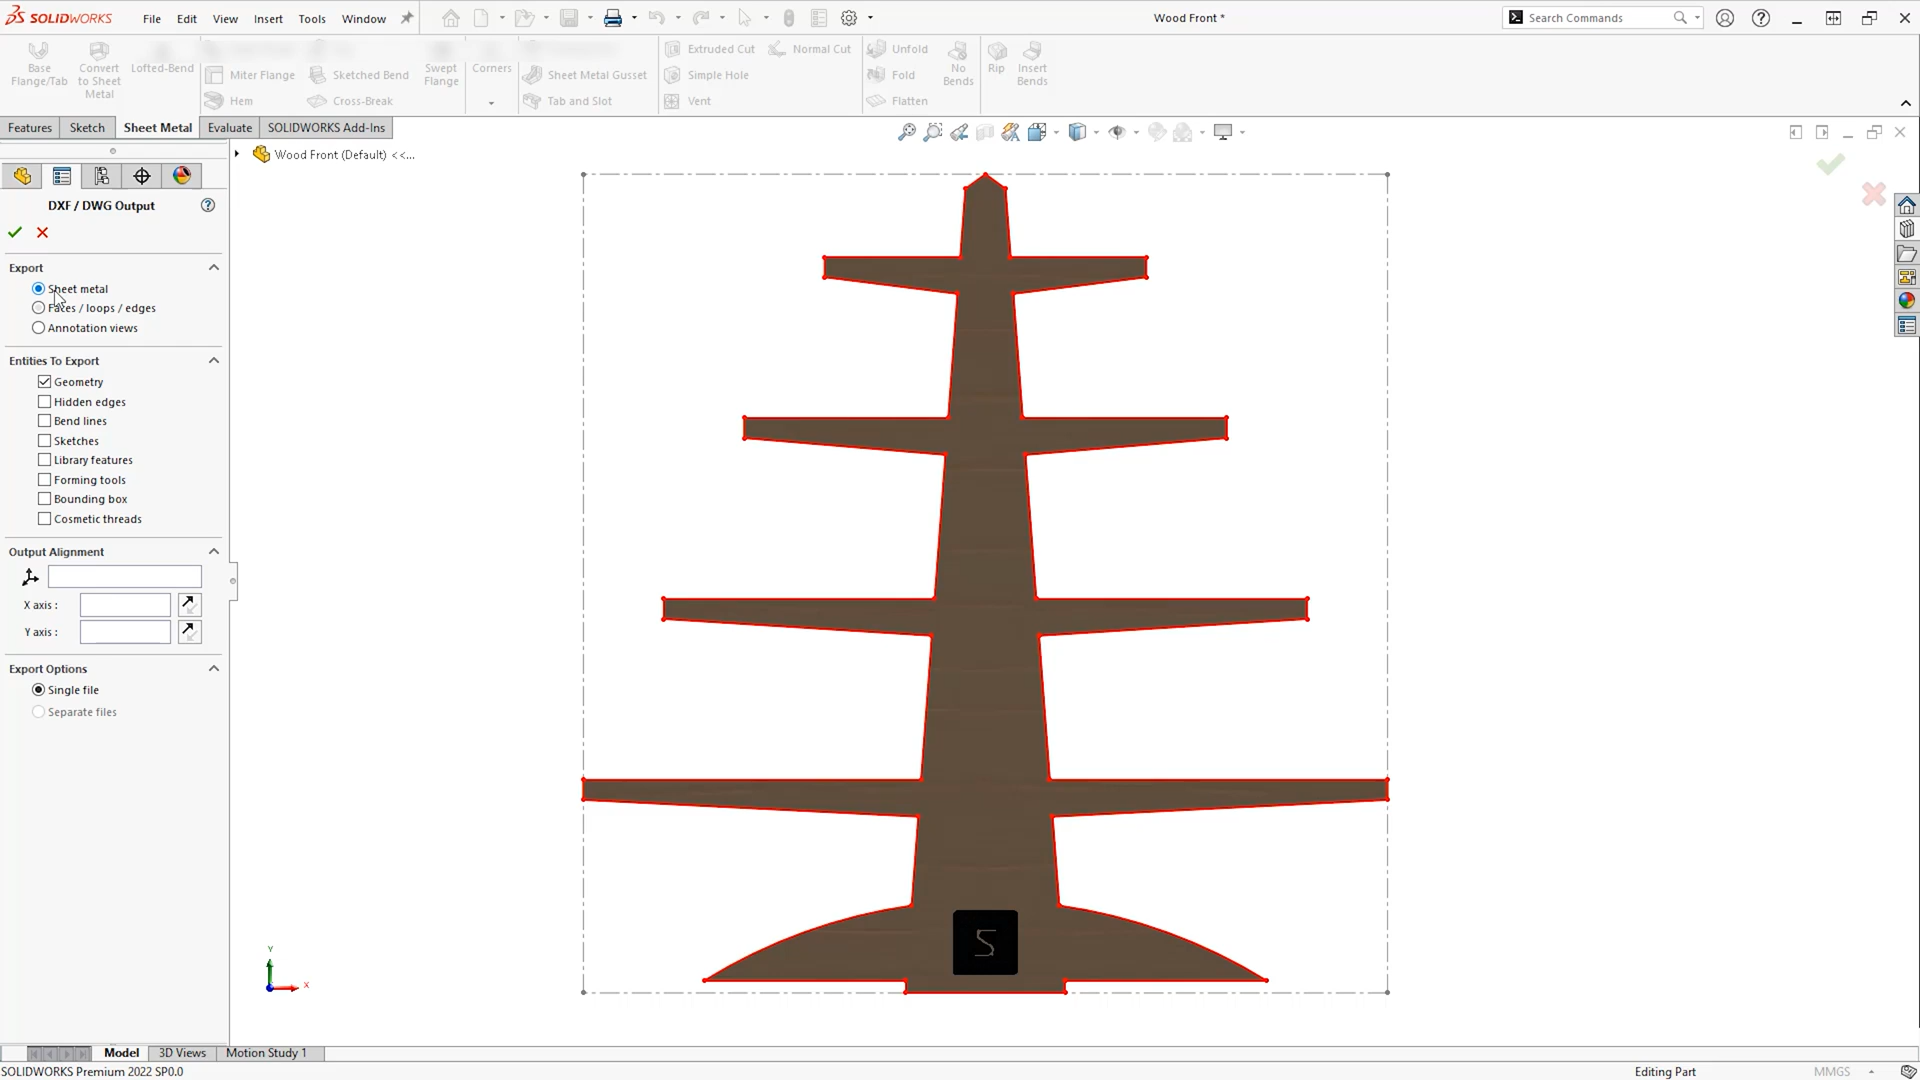 SOLIDWORKS File Edit View Insert Tools Window Wood Front * Search Commands
Base Flange/Tab
Convert to Sheet Metal
Lofted-Bend
Miter Flange
Hem
Sketched Bend
Cross-Break
Swept Flange
Corners
Sheet Metal Gusset
Tab and Slot
Extruded Cut
Simple Hole
Vent
Normal Cut
Unfold
Fold
Flatten
No Bends
Rip
Insert Bends
Features Sketch Sheet Metal Evaluate SOLIDWORKS Add-Ins
Wood Front (Default) <<...
DXF / DWG Output
Export
Sheet metal
Faces / loops / edges
Annotation views
Entities To Export
Geometry
Hidden edges
Bend lines
Sketches
Library features
Forming tools
Bounding box
Cosmetic threads
Output Alignment
X axis :
Y axis :
Export Options
Single file
Separate files
S
Y
X
Model 3D Views Motion Study 1
SOLIDWORKS Premium 2022 SP0.0 Editing Part MMGS